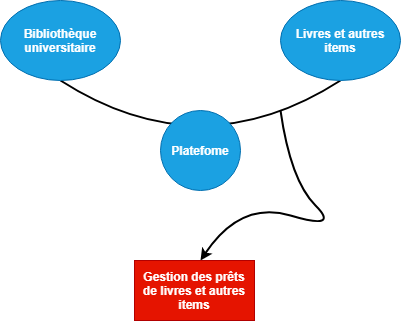 Bibliothèque
universitaire
Livres et autres
items
Platefome
Gestion des prêts
de livres et autres
items